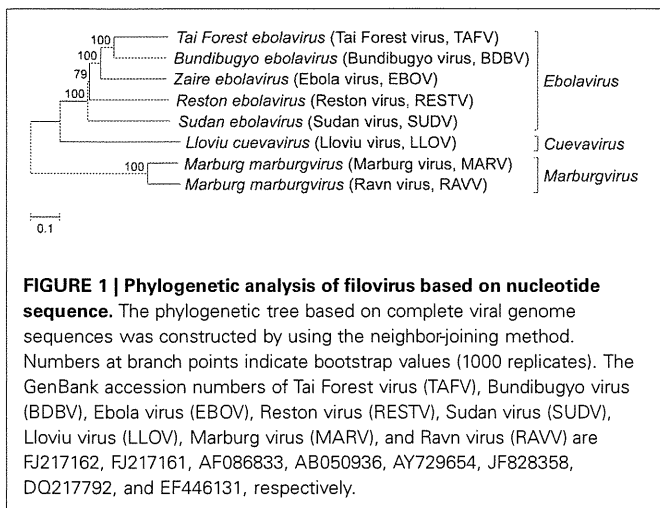 100
Tai Forest ebolavirus (Tai Forest virus, TAFV)
100
Bundibugyo ebolavirus (Bundibugyo virus, BDBV)
79
Zaire ebolavirus (Ebola virus, EBOV)
Ebolavirus
100
Reston ebolavirus (Reston virus, RESTV)
Sudan ebolavirus (Sudan virus, SUDV)
Lloviu cuevavirus (Lloviu virus, LLOV)
Cuevavirus
100
Marburg marburgvirus (Marburg virus, MARV)
Marburgvirus
Marburg marburgvirus (Ravn virus, RAVV)
0.1
FIGURE 1 | Phylogenetic analysis of filovirus based on nucleotide
sequence. The phylogenetic tree based on complete viral genome
sequences was constructed by using the neighbor-joining method.
Numbers at branch points indicate bootstrap values (1000 replicates). The
GenBank accession numbers of Tai Forest virus (TAFV), Bundibugyo virus
(BDBV), Ebola virus (EBOV), Reston virus (RESTV), Sudan virus (SUDV),
Lloviu virus (LLOV), Marburg virus (MARV), and Ravn virus (RAVV) are
FJ217162, FJ217161, AF086833, AB050936, AY729654, JF828358,
DQ217792, and EF446131, respectively.